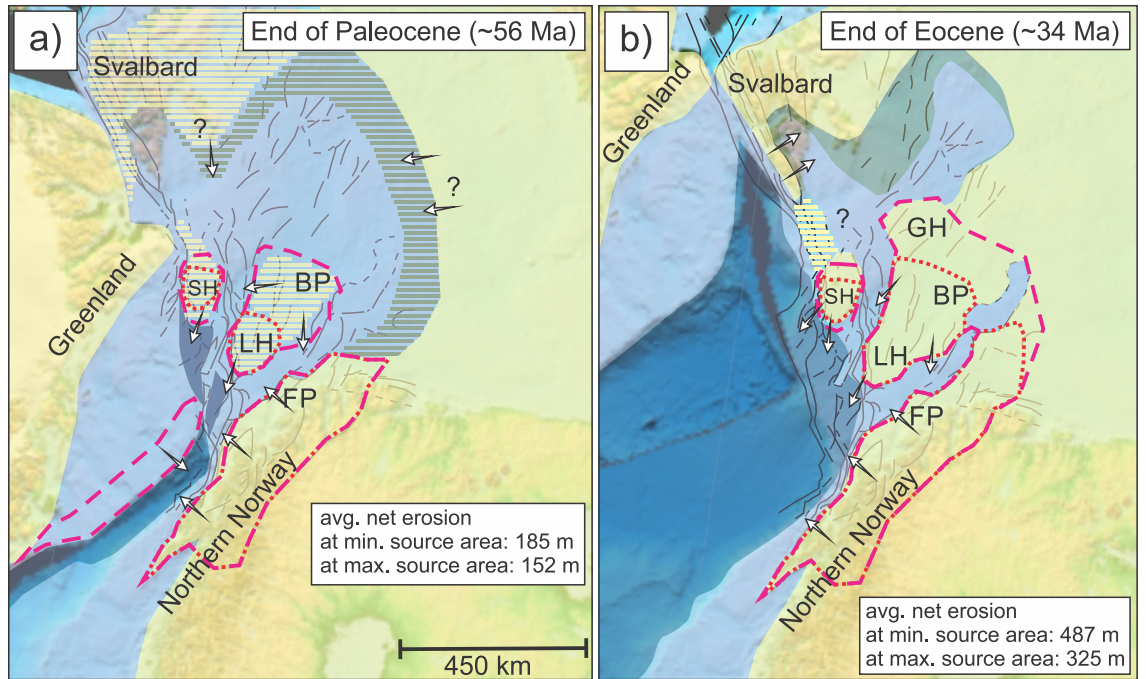 a)
End of Paleocene (~56 Ma)
Svalbard
?
?
Greenland
SH
BP
LH
FP
Northern Norway
avg. net erosion
at min. source area: 185 m
at max. source area: 152 m
450 km
b)
End of Eocene (~34 Ma)
Greenland
Svalbard
?
GH
SH
BP
LH
FP
Northern Norway
avg. net erosion
at min. source area: 487 m
at max. source area: 325 m